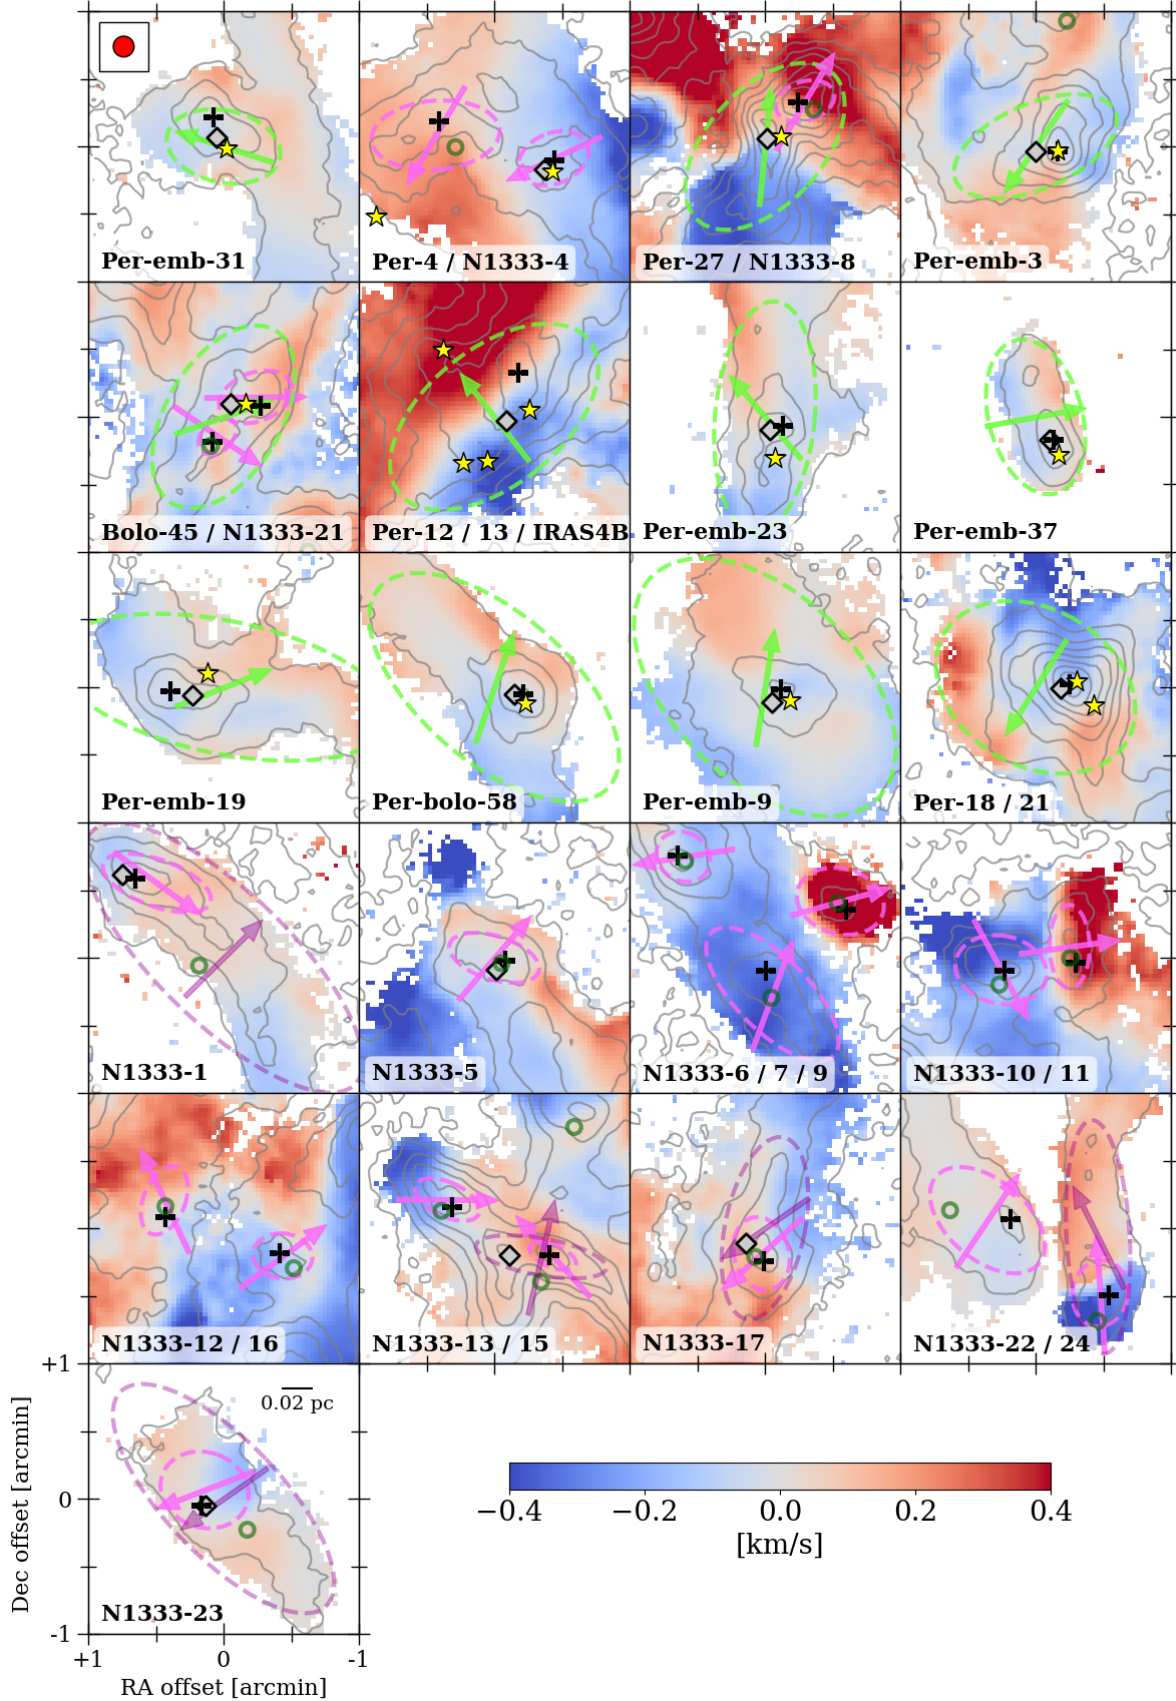 Per-emb-31
Per-4 / N1333-4
Per-27 / N1333-8
Per-emb-3
Bolo-45 / N1333-21
Per-12 / 13 / IRAS4B
Per-emb-23
Per-emb-37
Per-emb-19
Per-bolo-58
Per-emb-9
Per-18 / 21
N1333-1
N1333-5
N1333-6 / 7 / 9
N1333-10 / 11
N1333-12 / 16
N1333-13 / 15
N1333-17
N1333-22 / 24
+1
0.02 pc
Dec offset [arcmin]
0
N1333-23
-1
+1 0 -1
RA offset [arcmin]
−0.4 −0.2 0.0 0.2 0.4
[km/s]